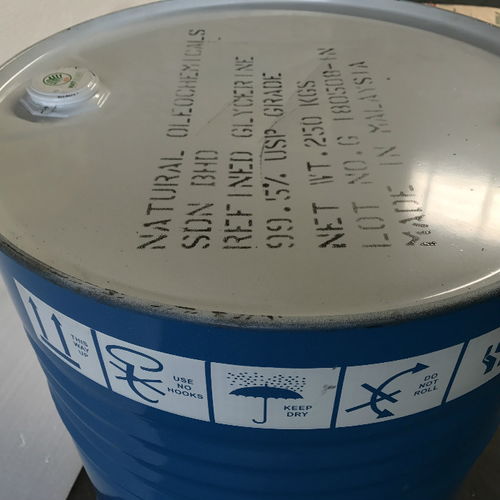 NATURAL OLEOCHEMICALS
SDN BHD
REFINED GLYCERINE
99.5% USP GRADE
NET WT.250 KGS
LOT NO.G 180508-IN
MADE IN MALAYSIA
THIS
WAY
UP
USE
NO
HOOKS
KEEP
DRY
DO
NOT
ROLL